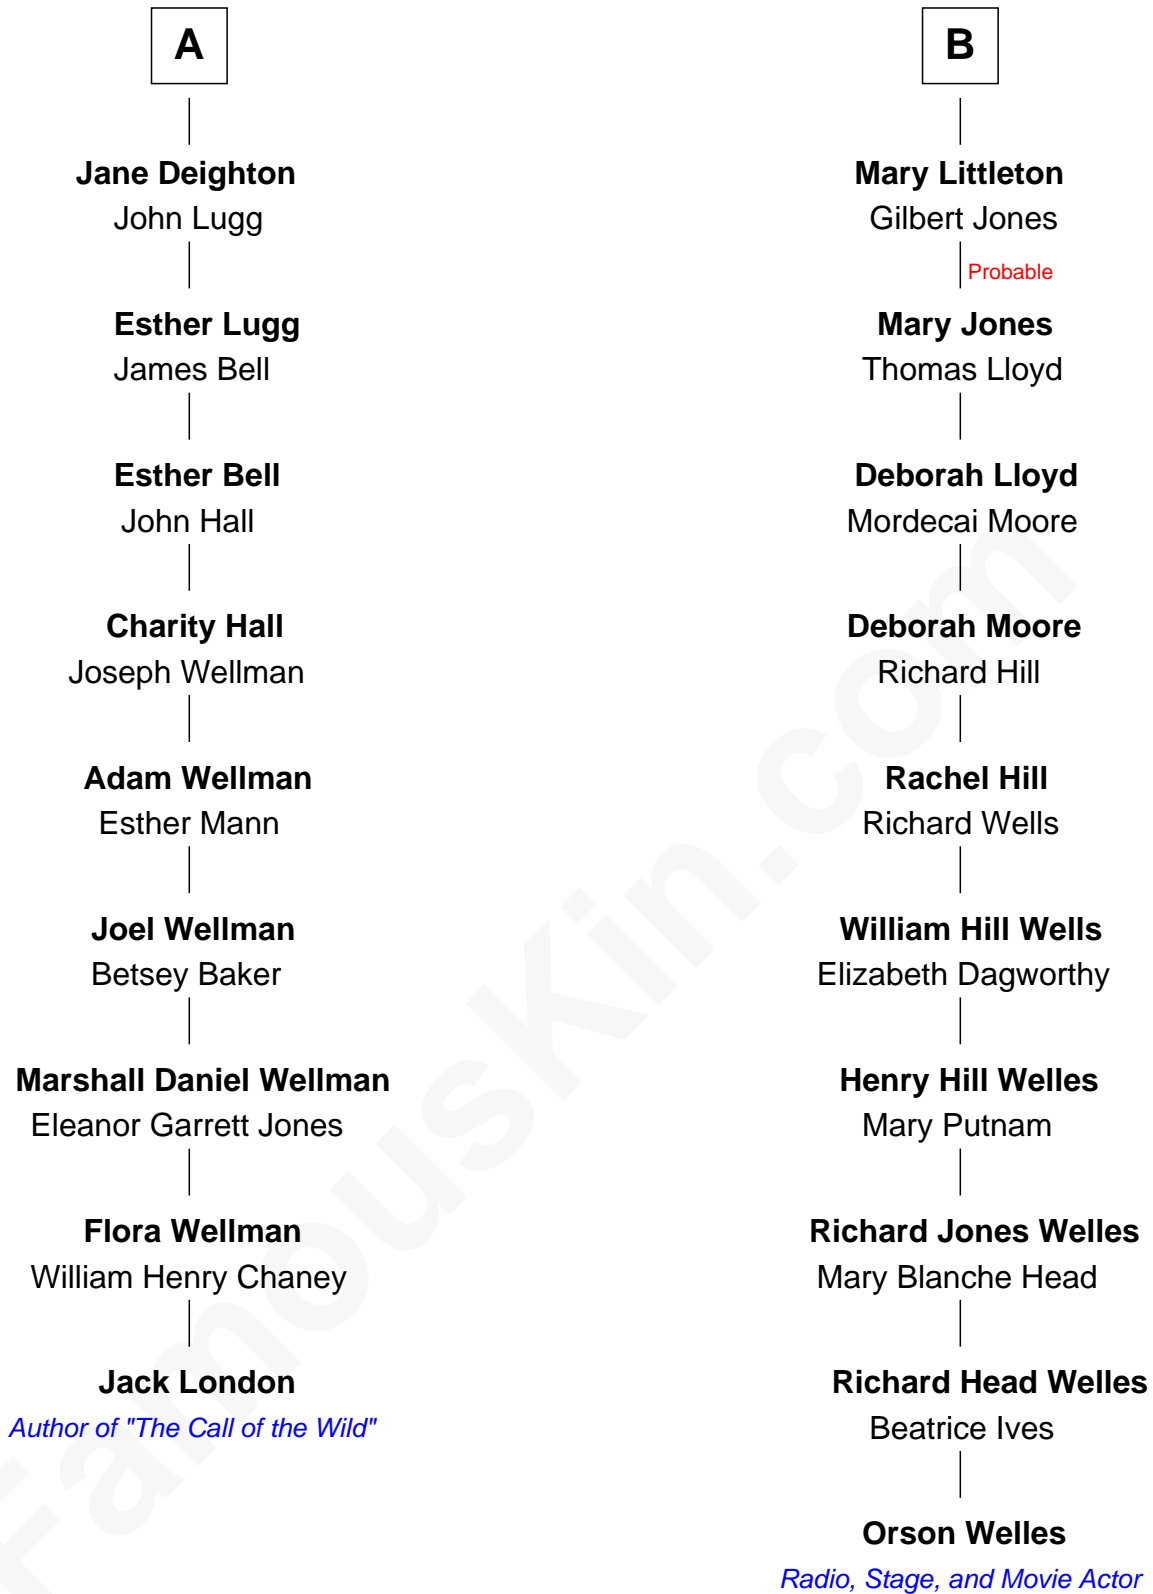 A
Jane Deighton
John Lugg
Esther Lugg
James Bell
Esther Bell
John Hall
Charity Hall
Joseph Wellman
Adam Wellman
Esther Mann
Joel Wellman
Betsey Baker
Marshall Daniel Wellman
Eleanor Garrett Jones
Flora Wellman
William Henry Chaney
Jack London
Author of "The Call of the Wild"
B
Mary Littleton
Gilbert Jones
Probable
Mary Jones
Thomas Lloyd
Deborah Lloyd
Mordecai Moore
Deborah Moore
Richard Hill
Rachel Hill
Richard Wells
William Hill Wells
Elizabeth Dagworthy
Henry Hill Welles
Mary Putnam
Richard Jones Welles
Mary Blanche Head
Richard Head Welles
Beatrice Ives
Orson Welles
Radio, Stage, and Movie Actor
FamousKin.com